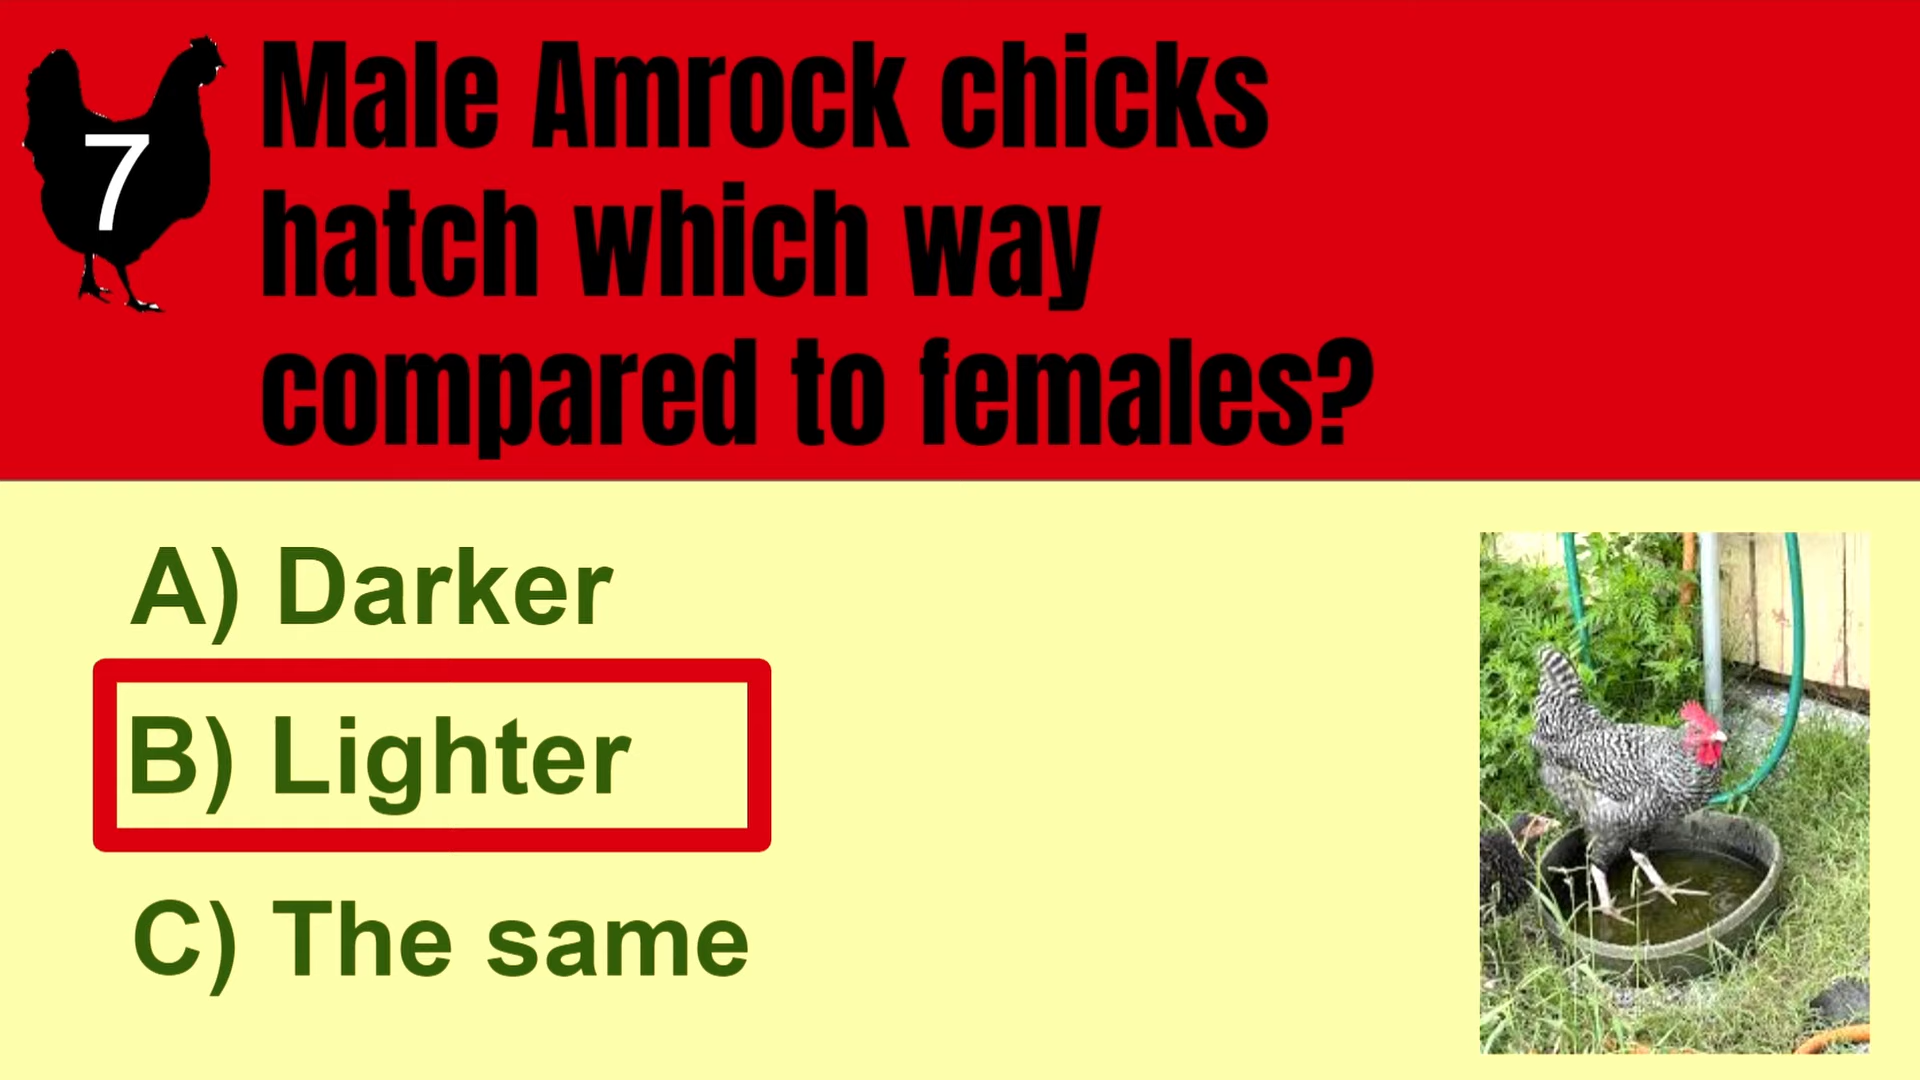 7
Male Amrock chicks
hatch which way
compared to females?
A) Darker
B) Lighter
C) The same